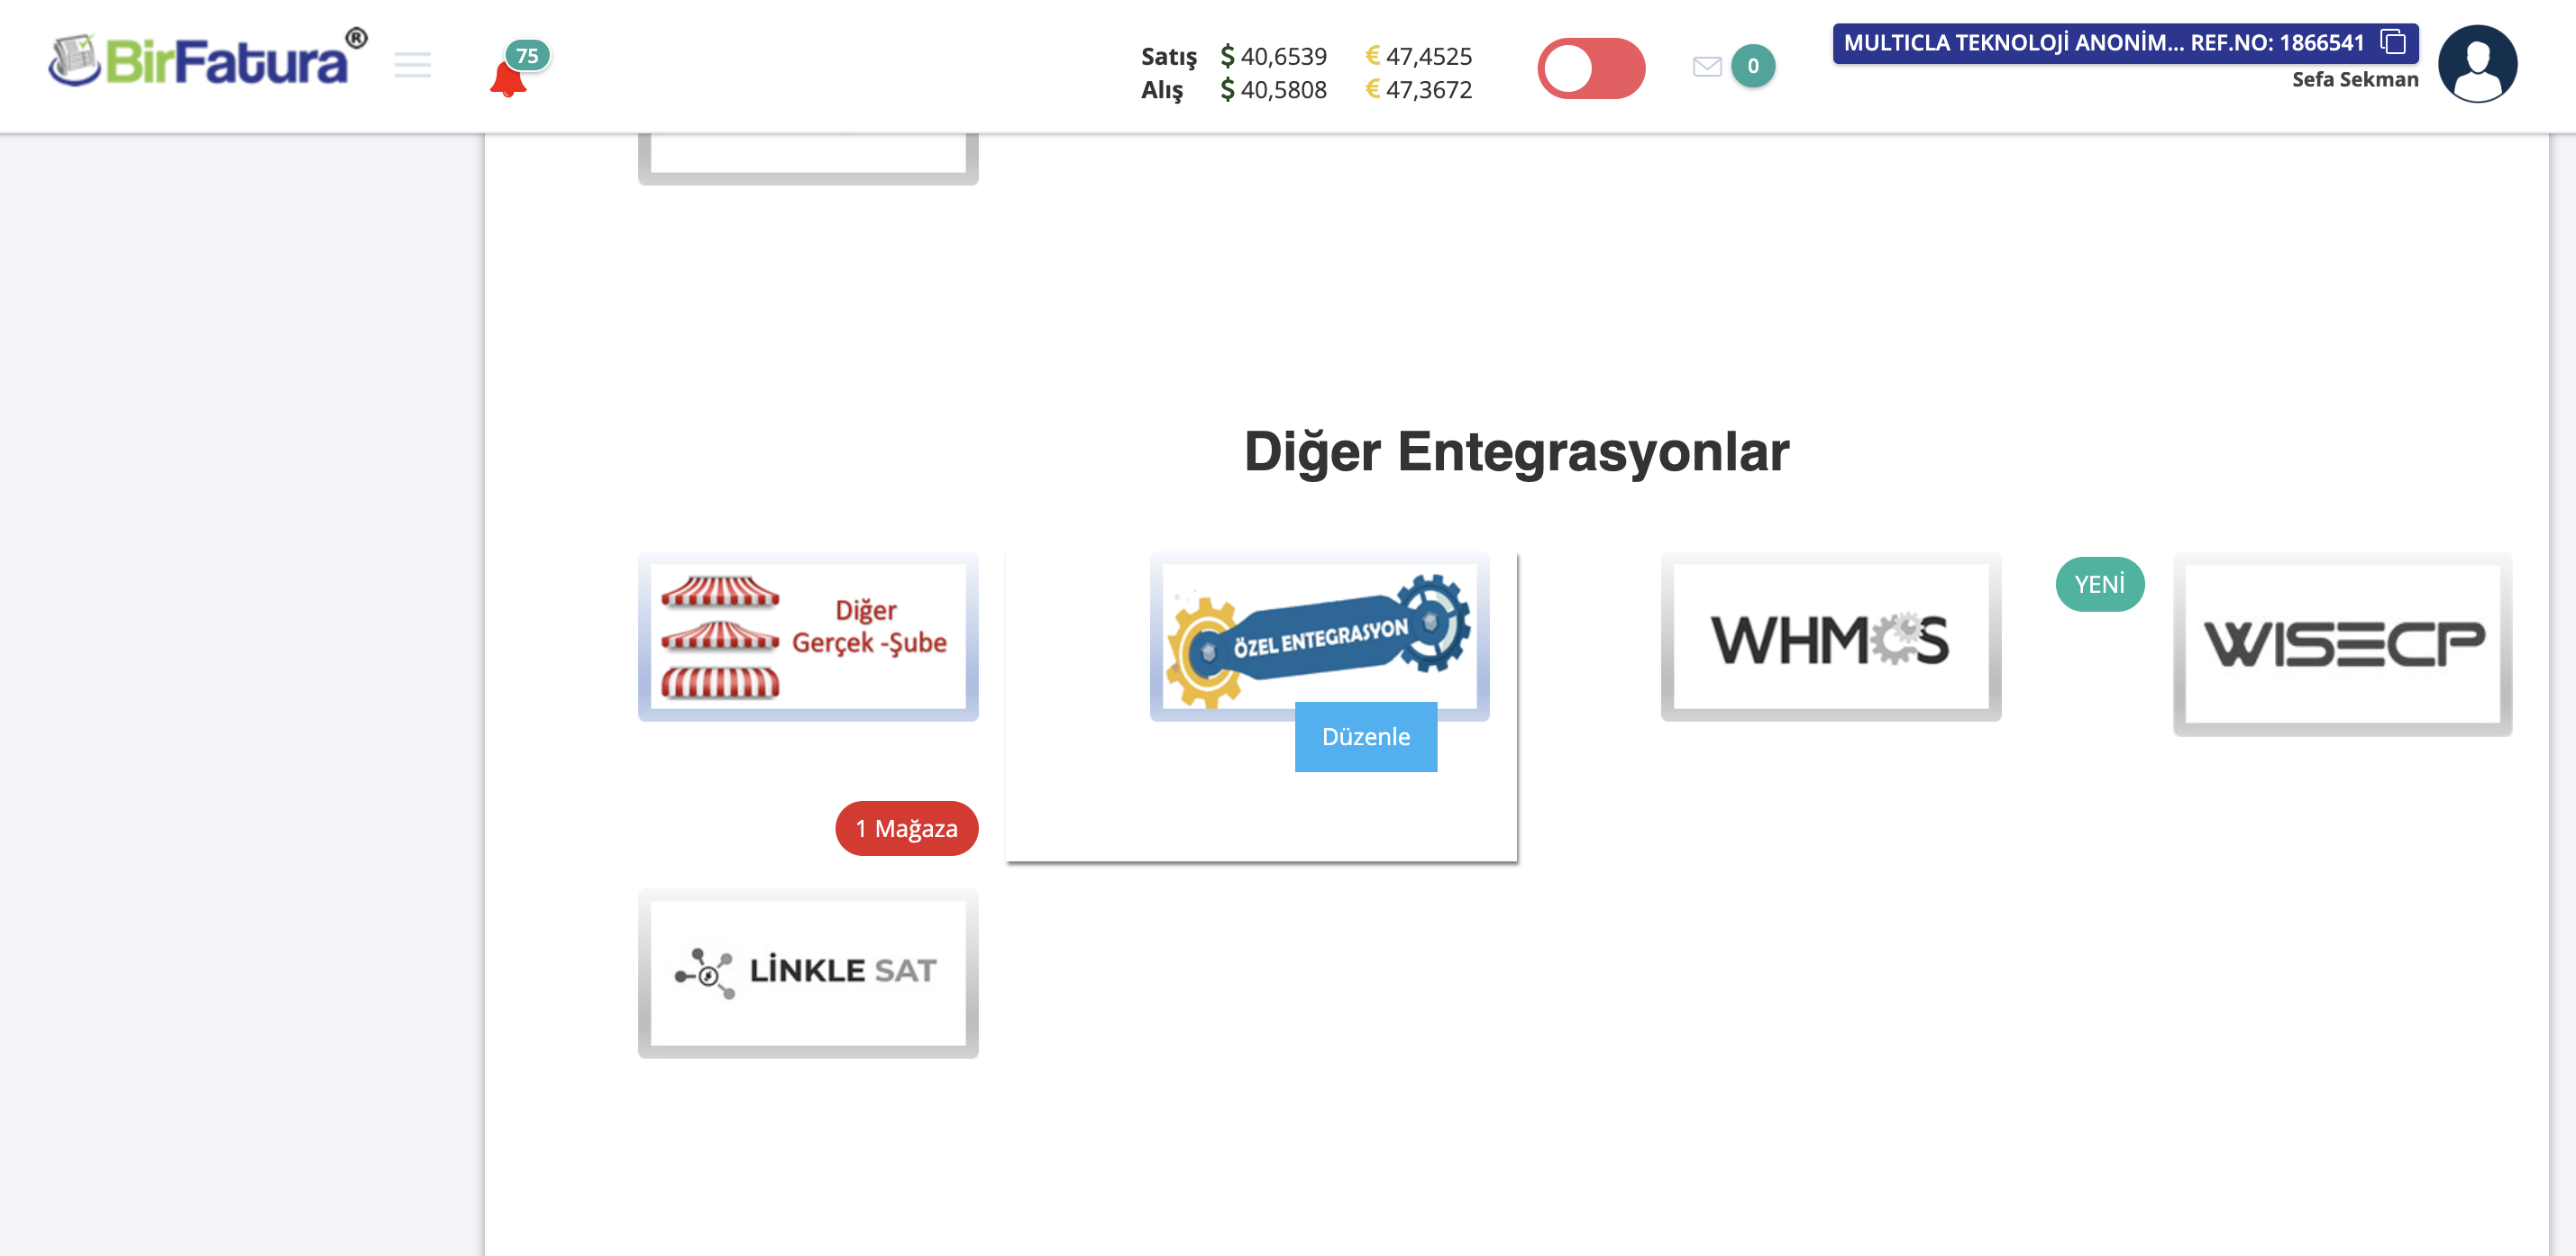 BirFatura®
75
Satış $ 40,6539 € 47,4525
Alış $ 40,5808 € 47,3672
0
MULTICLA TEKNOLOJİ ANONİM... REF.NO: 1866541
Sefa Sekman
Diğer Entegrasyonlar
Diğer
Gerçek -Şube
ÖZEL ENTEGRASYON
Düzenle
WHMCS
YENİ
WISECP
1 Mağaza
LİNKLE SAT